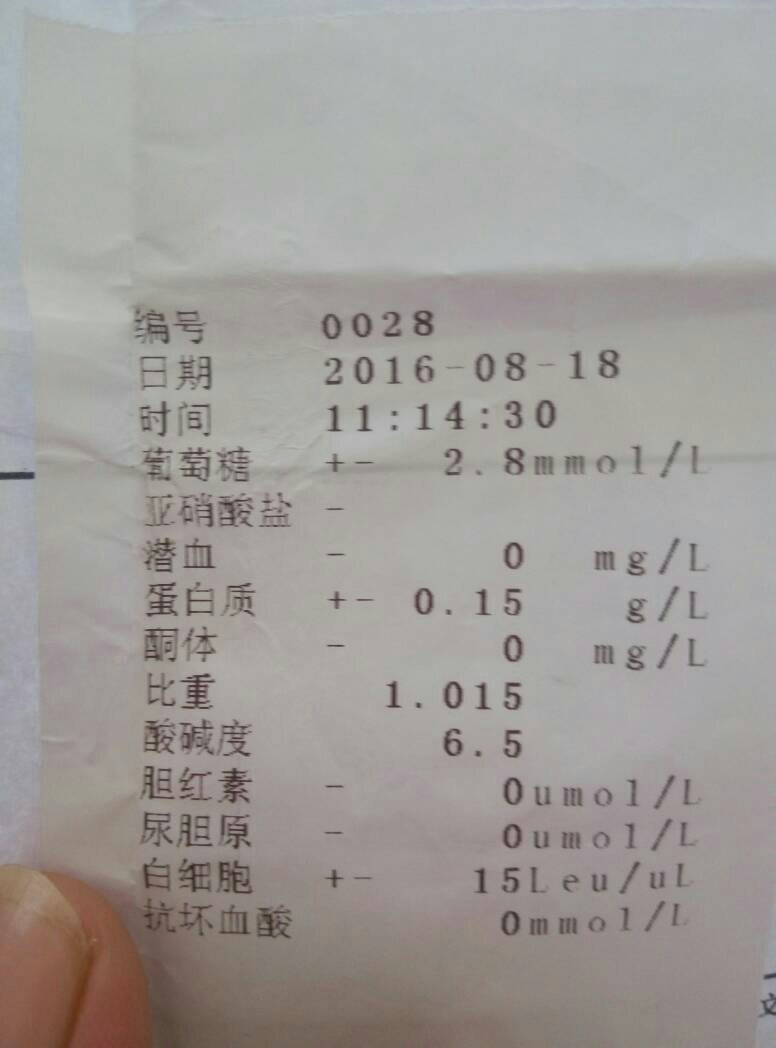 编号 0028
日期 2016-08-18
时间 11:14:30
葡萄糖 +- 2.8mmol/L
亚硝酸盐 -
潜血 - 0 mg/L
蛋白质 +- 0.15 g/L
酮体 - 0 mg/L
比重 1.015
酸碱度 6.5
胆红素 - 0umol/L
尿胆原 - 0umol/L
白细胞 +- 15Leu/uL
抗坏血酸 0mmol/L